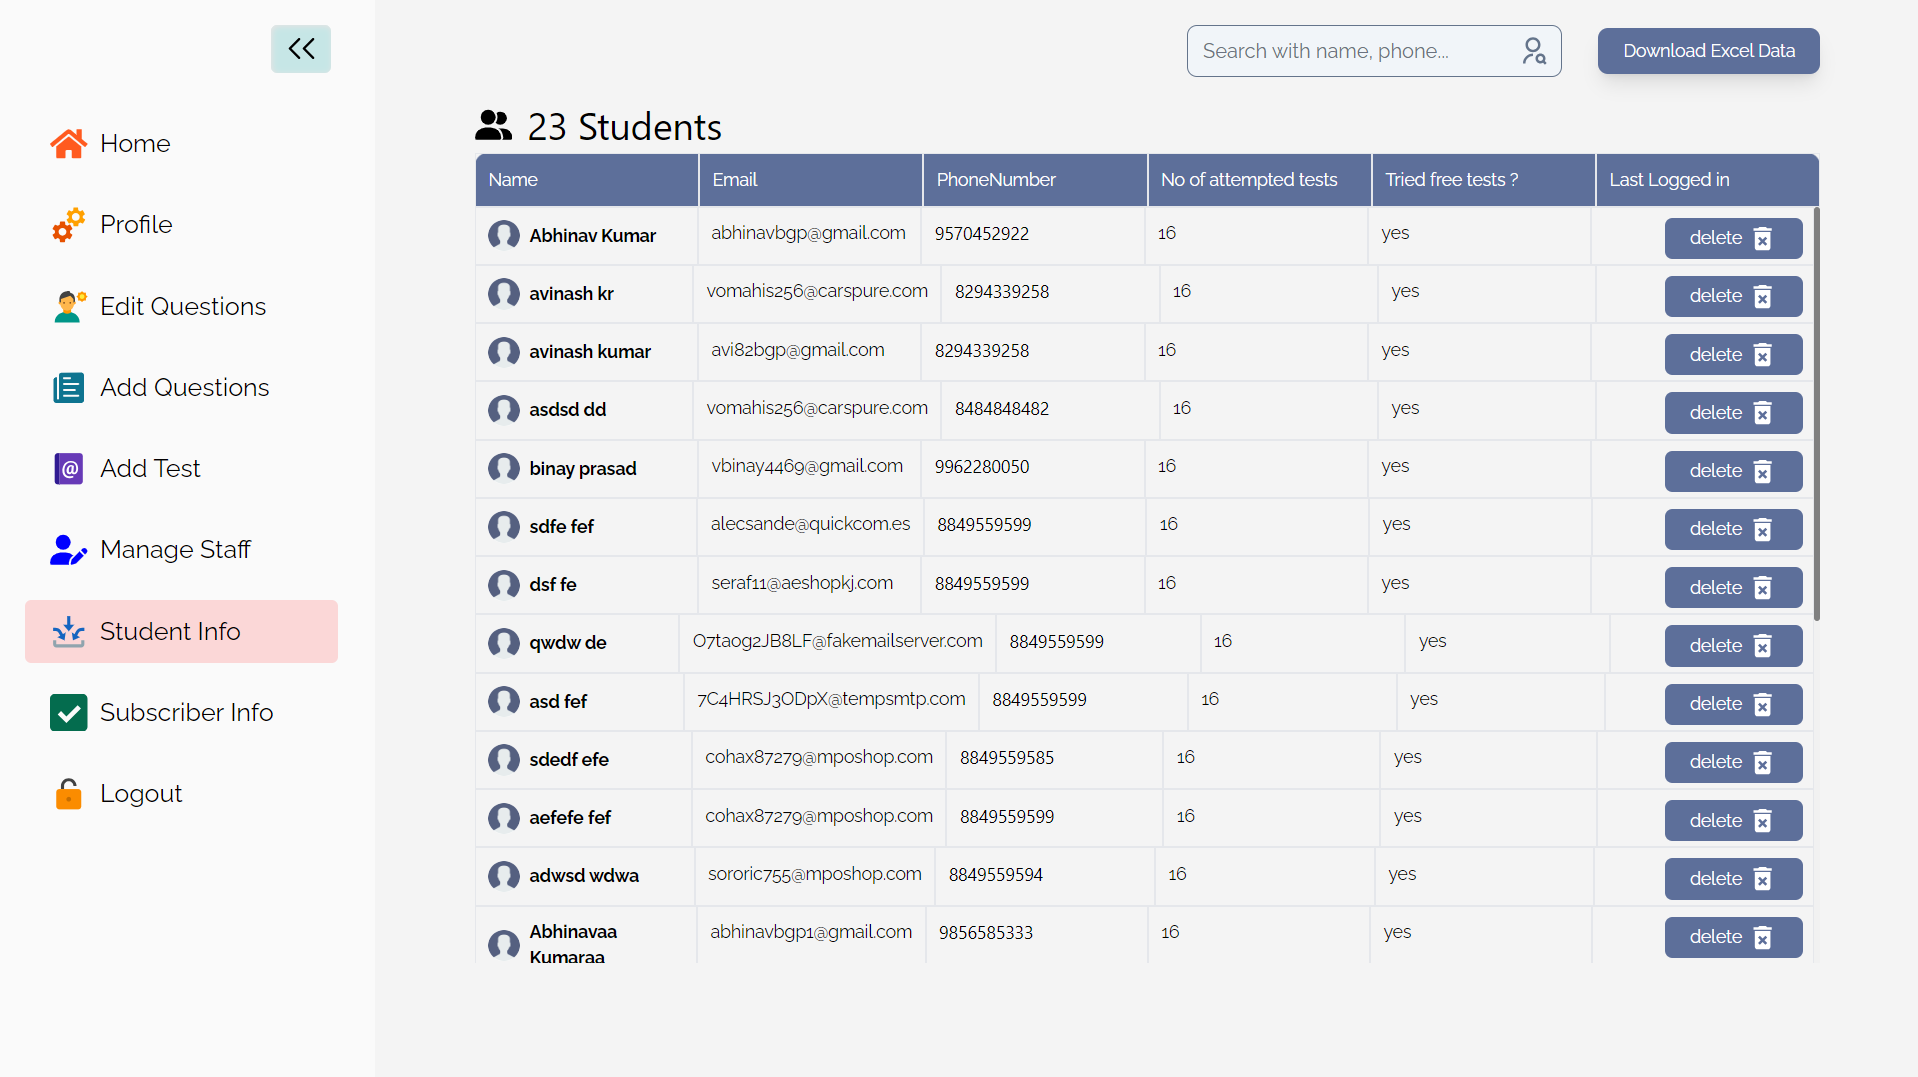 Search with name, phone...
Download Excel Data
Home
Profile
Edit Questions
Add Questions
Add Test
Manage Staff
Student Info
Subscriber Info
Logout
23 Students
Name Email PhoneNumber No of attempted tests Tried free tests ? Last Logged in
Abhinav Kumar abhinavbgp@gmail.com 9570452922 16 yes delete
avinash kr vomahis256@carspure.com 8294339258 16 yes delete
avinash kumar avi82bgp@gmail.com 8294339258 16 yes delete
asdsd dd vomahis256@carspure.com 8484848482 16 yes delete
binay prasad vbinay4469@gmail.com 9962280050 16 yes delete
sdfe fef alecsande@quickcom.es 8849559599 16 yes delete
dsf fe seraf11@aeshopkj.com 8849559599 16 yes delete
qwdw de O7taog2JB8LF@fakemailserver.com 8849559599 16 yes delete
asd fef 7C4HRSJ3ODpX@tempsmtp.com 8849559599 16 yes delete
sdedf efe cohax87279@mposhop.com 8849559585 16 yes delete
aefefe fef cohax87279@mposhop.com 8849559599 16 yes delete
adwsd wdwa sororic755@mposhop.com 8849559594 16 yes delete
Abhinavaa abhinavbgp1@gmail.com 9856585333 16 yes delete
Kumaraa